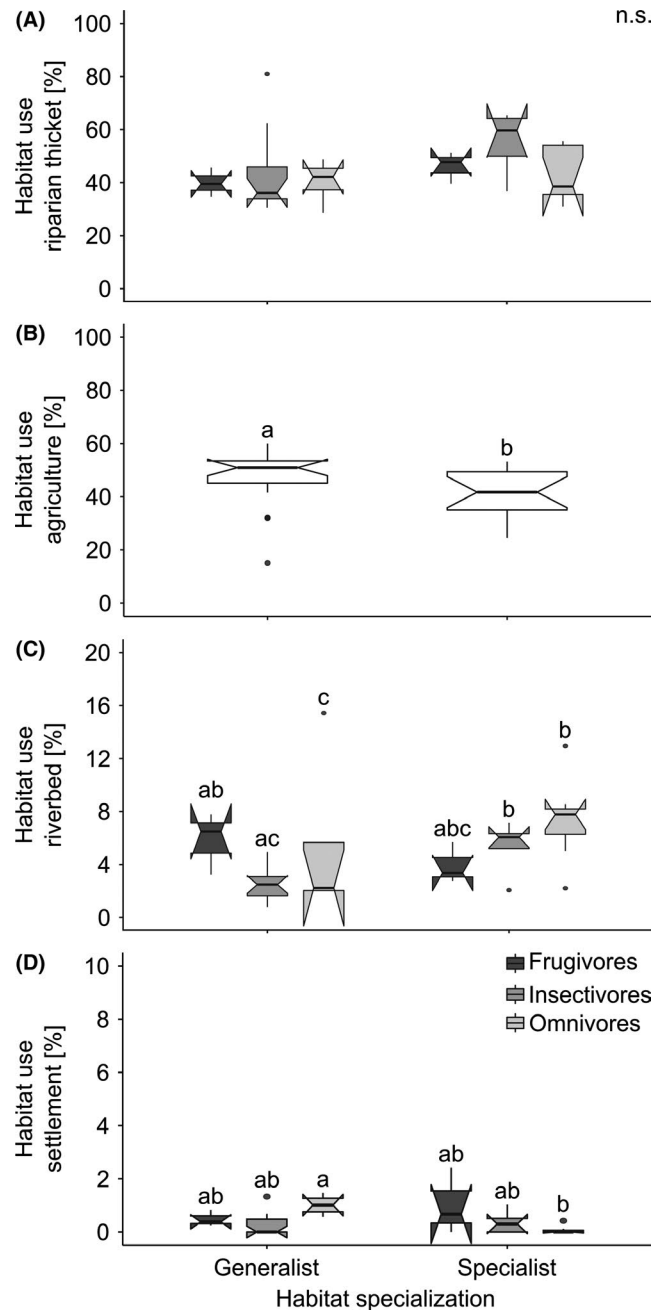 (A)
n.s.
Habitat use
riparian thicket [%]
100
80
60
40
20
0
(B)
Habitat use
agriculture [%]
100
80
60
40
20
0
a
b
(C)
Habitat use
riverbed [%]
20
16
12
8
4
0
ab
ac
c
abc
b
b
(D)
Habitat use
settlement [%]
10
8
6
4
2
0
Frugivores
Insectivores
Omnivores
ab
ab
a
ab
ab
b
Generalist
Specialist
Habitat specialization